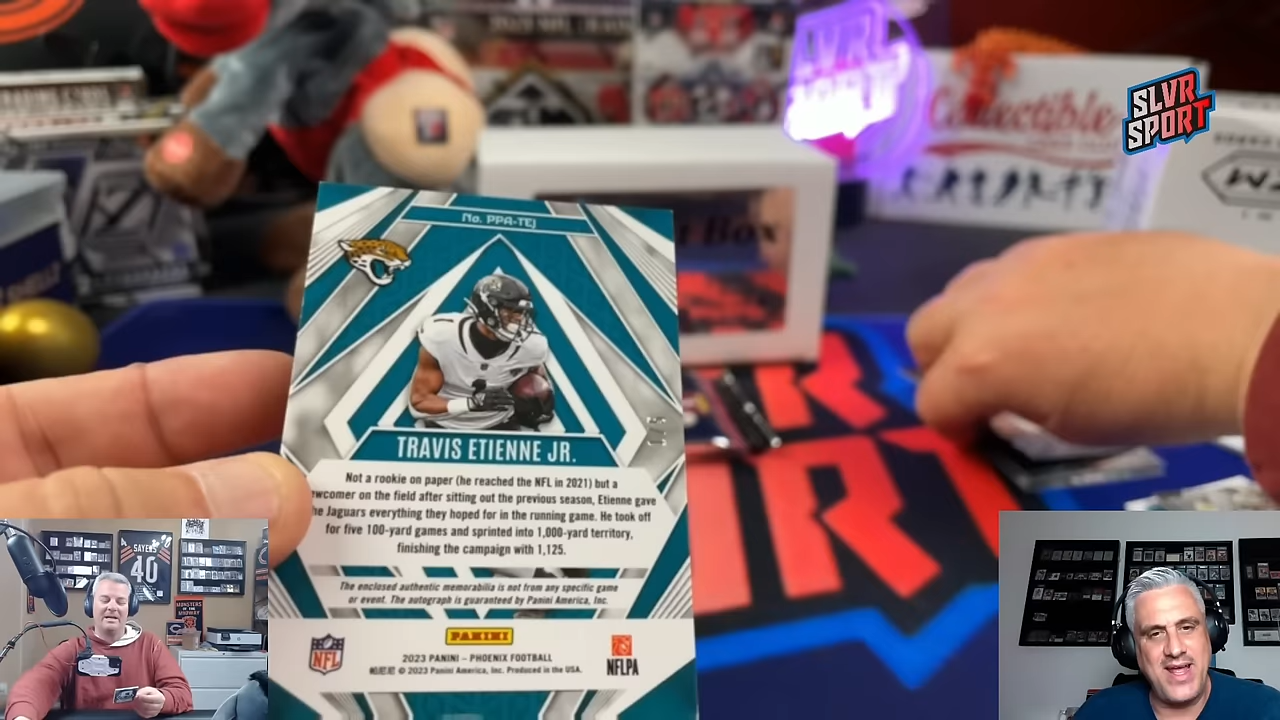 SLVR
SPORT
Collectible
t Box
No. PPA-TEJ
1
TRAVIS ETIENNE JR.
Not a rookie on paper (he reached the NFL in 2021) but a
wcomer on the field after sitting out the previous season, Etienne gave
he Jaguars everything they hoped for in the running game. He took off
for five 100-yard games and sprinted into 1,000-yard territory,
finishing the campaign with 1,125.
The enclosed authentic memorabilia is not from any specific game
or event. The autograph is guaranteed by Panini America, Inc.
NFL
PANINI
NFLPA
2023 PANINI – PHOENIX FOOTBALL
© 2023 Panini America, Inc. Produced in the USA.
SAYERS
40
MONSTERS